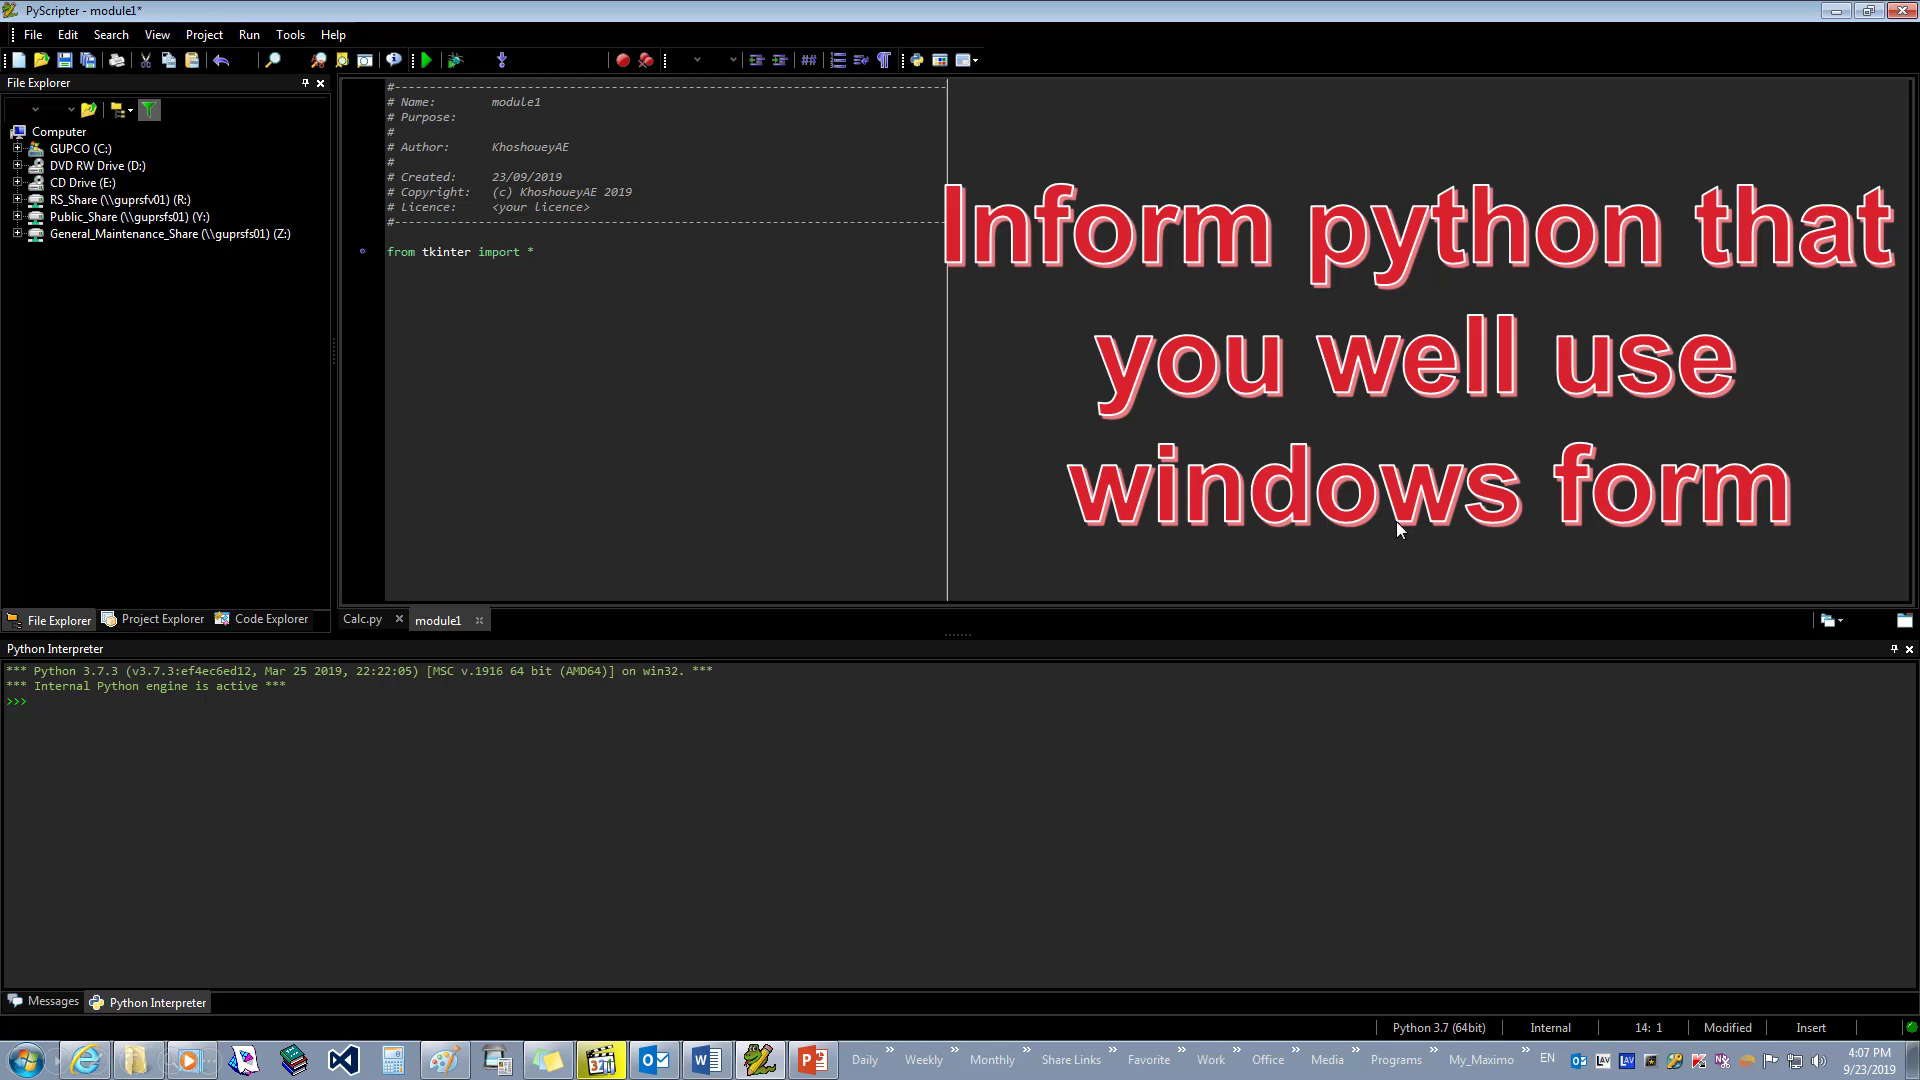 PyScripter - module1*
File Edit Search View Project Run Tools Help
File Explorer
Computer
GUPCO (C:)
DVD RW Drive (D:)
CD Drive (E:)
RS_Share (\\guprsfv01) (R:)
Public_Share (\\guprsfs01) (Y:)
General_Maintenance_Share (\\guprsfs01) (Z:)
File Explorer Project Explorer Code Explorer
#-------------------------------------------------------------------------------
# Name: module1
# Purpose:
#
# Author: KhoshoueyAE
#
# Created: 23/09/2019
# Copyright: (c) KhoshoueyAE 2019
# Licence: <your licence>
#-------------------------------------------------------------------------------
from tkinter import *
Inform python that
you well use
windows form
Calc.py module1
Python Interpreter
*** Python 3.7.3 (v3.7.3:ef4ec6ed12, Mar 25 2019, 22:22:05) [MSC v.1916 64 bit (AMD64)] on win32. ***
*** Internal Python engine is active ***
>>>
Messages Python Interpreter
Python 3.7 (64bit) Internal 14: 1 Modified Insert
Daily » Weekly » Monthly » Share Links » Favorite » Work » Office » Media » Programs » My_Maximo » EN
4:07 PM
9/23/2019